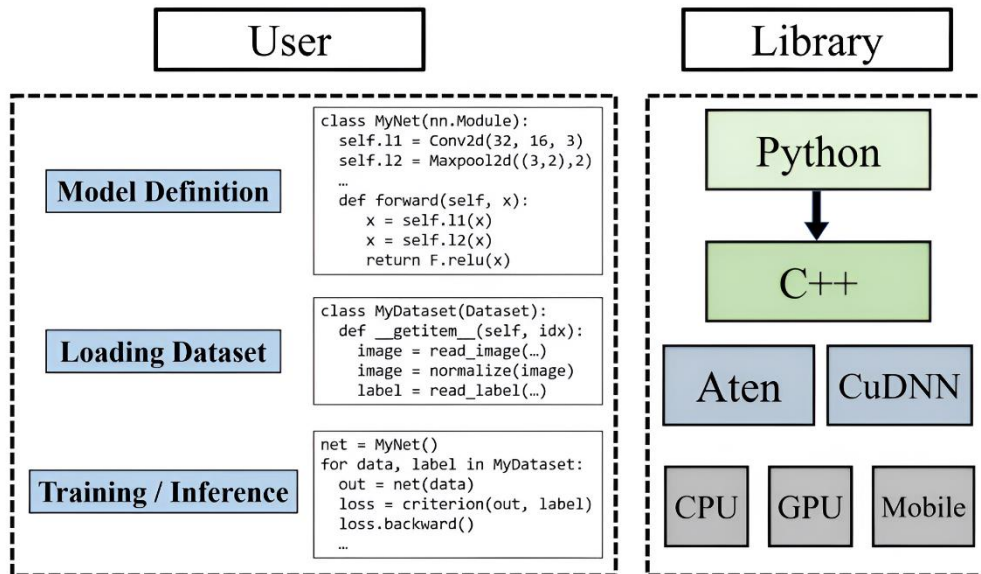 User
Model Definition
class MyNet(nn.Module):
  self.l1 = Conv2d(32, 16, 3)
  self.l2 = Maxpool2d((3,2),2)
  …
  def forward(self, x):
     x = self.l1(x)
     x = self.l2(x)
     return F.relu(x)
Loading Dataset
class MyDataset(Dataset):
  def __getitem__(self, idx):
    image = read_image(…)
    image = normalize(image)
    label = read_label(…)
Training / Inference
net = MyNet()
for data, label in MyDataset:
  out = net(data)
  loss = criterion(out, label)
  loss.backward()
  …
Library
Python
C++
Aten
CuDNN
CPU
GPU
Mobile